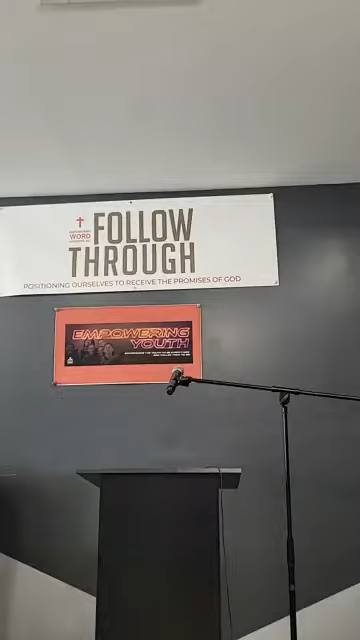 WORD
FOLLOW
THROUGH
POSITIONING OURSELVES TO RECEIVE THE PROMISES OF GOD
EMPOWERING
YOUTH